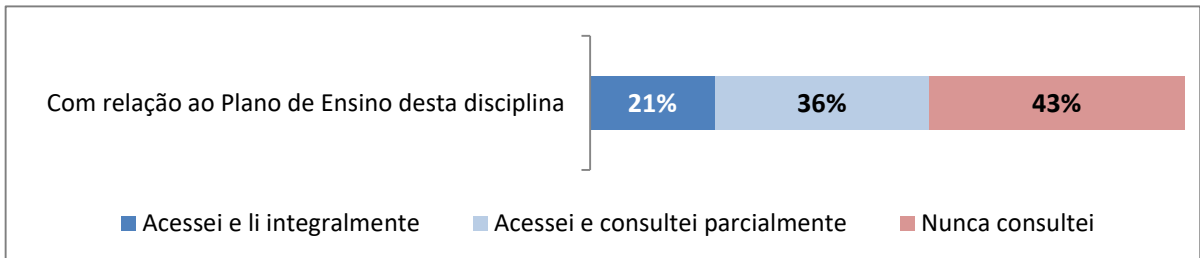 Com relação ao Plano de Ensino desta disciplina
21% 36% 43%
Acessei e li integralmente Acessei e consultei parcialmente Nunca consultei